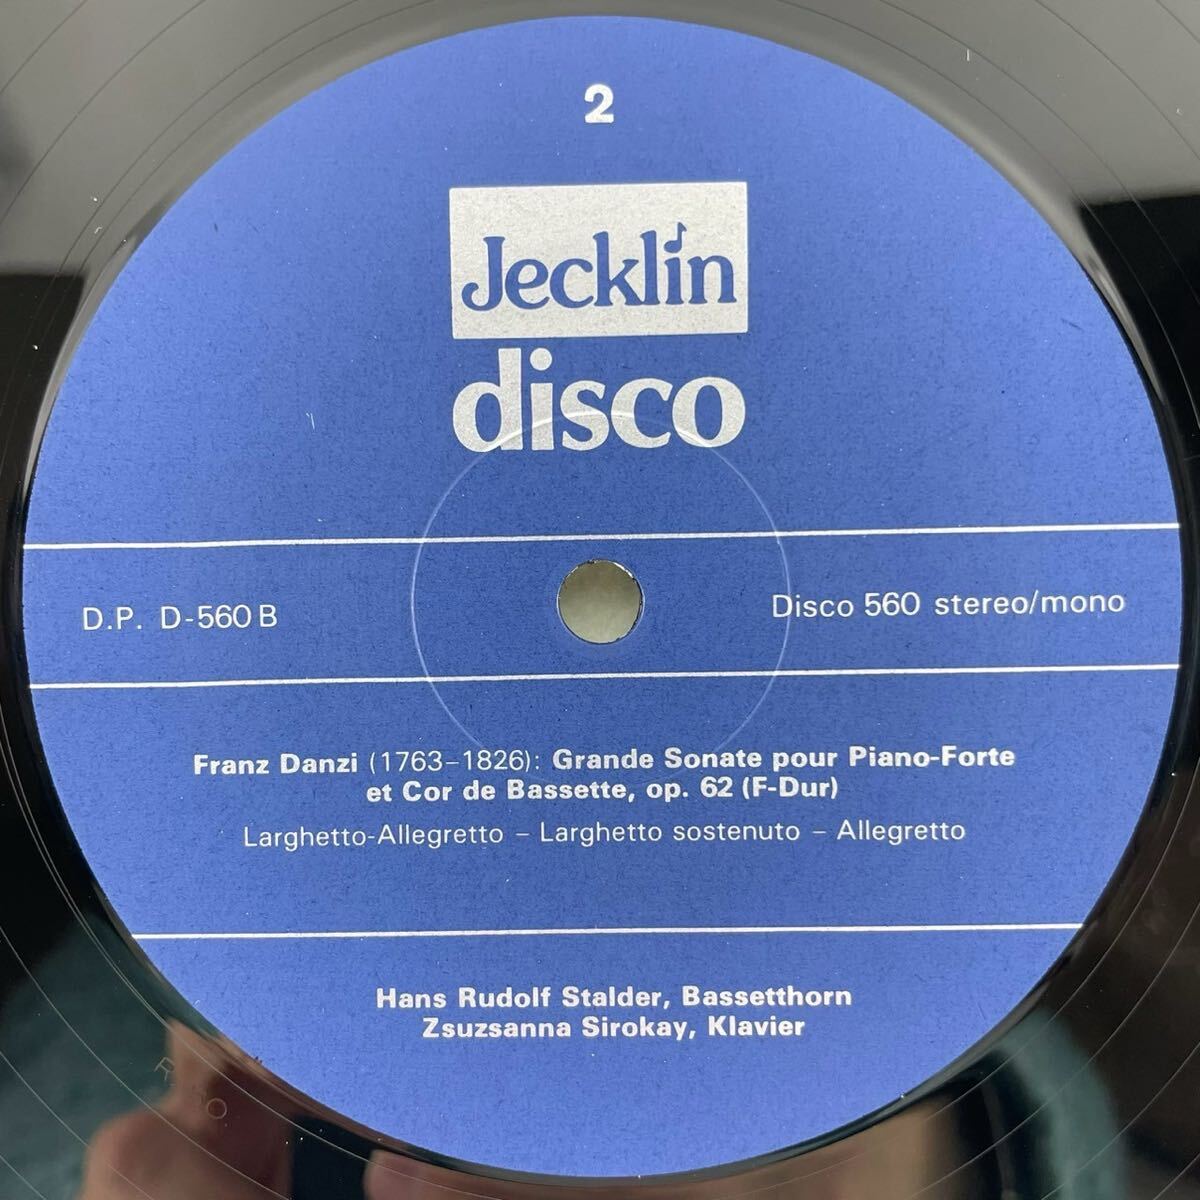 2
Jecklin
disco
D.P. D-560 B
Disco 560 stereo/mono
Franz Danzi (1763–1826): Grande Sonate pour Piano-Forte
et Cor de Bassette, op. 62 (F-Dur)
Larghetto-Allegretto – Larghetto sostenuto – Allegretto
Hans Rudolf Stalder, Bassetthorn
Zsuzsanna Sirokay, Klavier